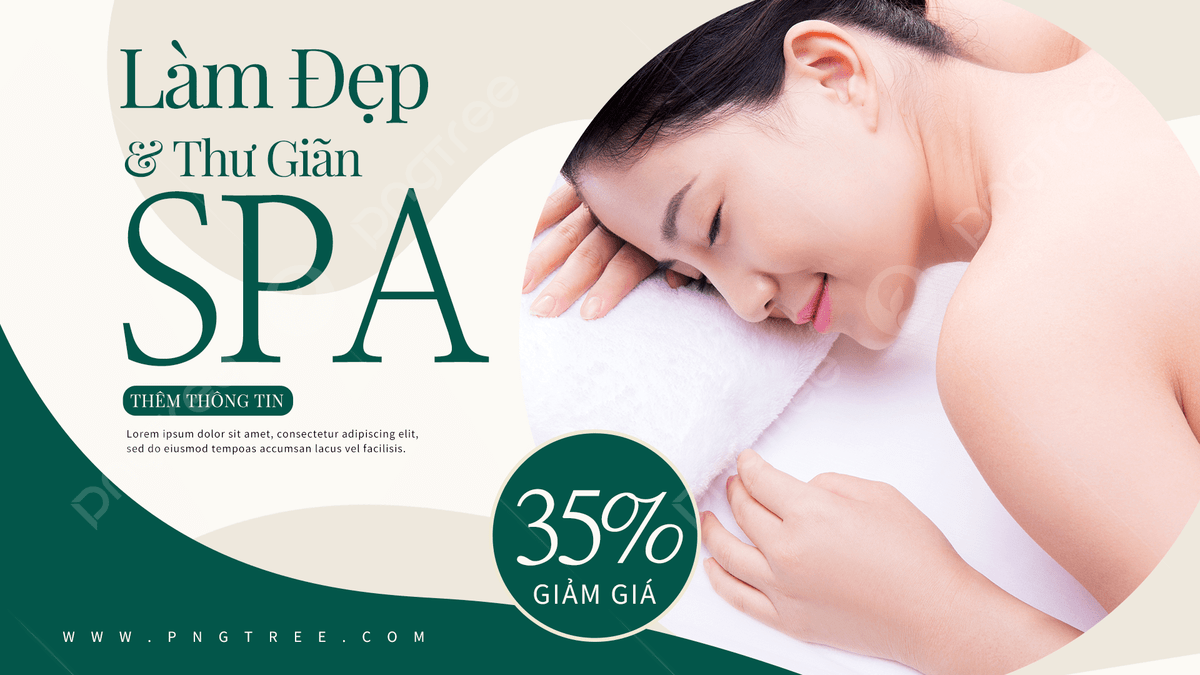 Làm Đẹp
& Thư Giãn
SPA
THÊM THÔNG TIN
Lorem ipsum dolor sit amet, consectetur adipiscing elit,
sed do eiusmod tempoas accumsan lacus vel facilisis.
35%
GIẢM GIÁ
WWW.PNGTREE.COM
pngtree